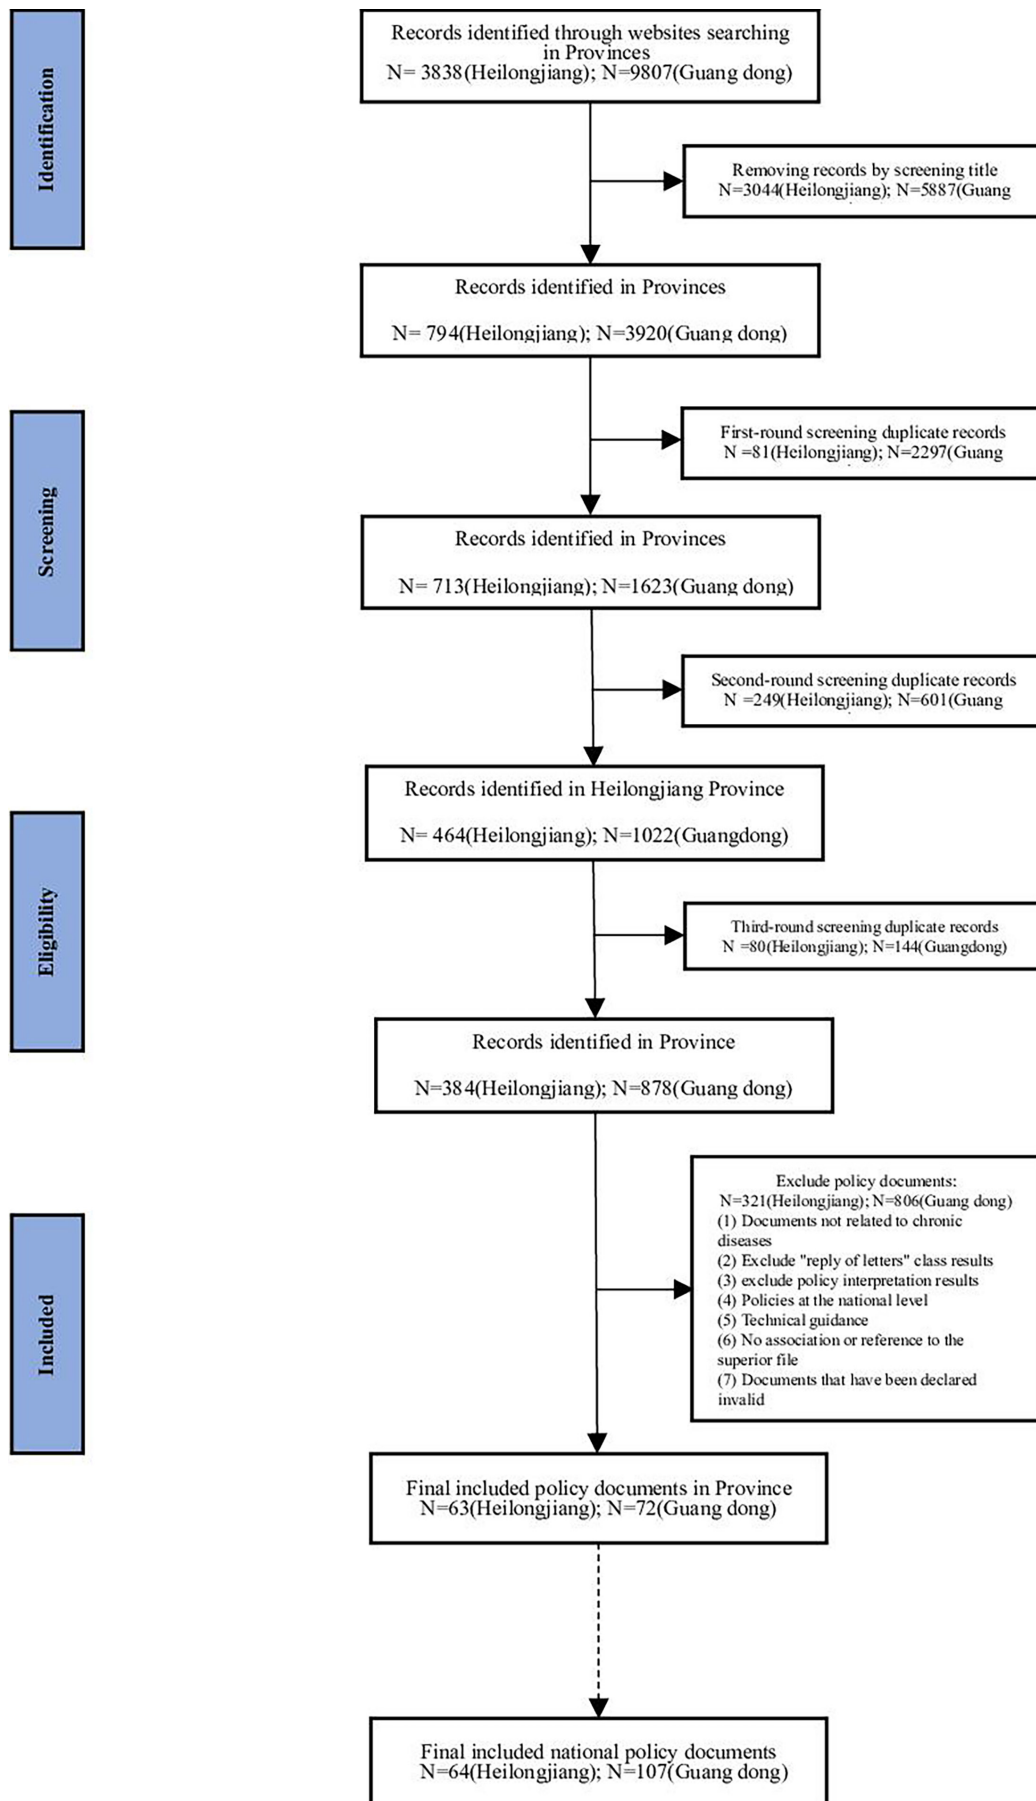 Identification
Records identified through websites searching
in Provinces
N= 3838(Heilongjiang); N=9807(Guang dong)
Removing records by screening title
N=3044(Heilongjiang); N=5887(Guang
Records identified in Provinces
N= 794(Heilongjiang); N=3920(Guang dong)
Screening
First-round screening duplicate records
N =81(Heilongjiang); N=2297(Guang
Records identified in Provinces
N= 713(Heilongjiang); N=1623(Guang dong)
Second-round screening duplicate records
N =249(Heilongjiang); N=601(Guang
Eligibility
Records identified in Heilongjiang Province
N= 464(Heilongjiang); N=1022(Guangdong)
Third-round screening duplicate records
N =80(Heilongjiang); N=144(Guangdong)
Records identified in Province
N=384(Heilongjiang); N=878(Guang dong)
Included
Exclude policy documents:
N=321(Heilongjiang); N=806(Guang dong)
(1) Documents not related to chronic
diseases
(2) Exclude "reply of letters" class results
(3) exclude policy interpretation results
(4) Policies at the national level
(5) Technical guidance
(6) No association or reference to the
superior file
(7) Documents that have been declared
invalid
Final included policy documents in Province
N=63(Heilongjiang); N=72(Guang dong)
Final included national policy documents
N=64(Heilongjiang); N=107(Guang dong)